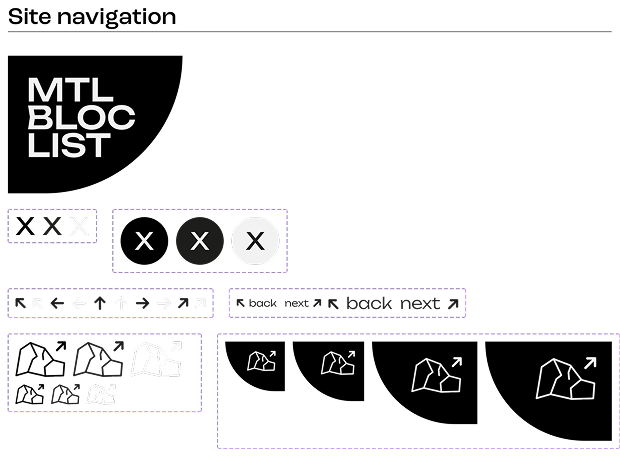 Site navigation
MTL
BLOC
LIST
X X X
X X X
back next back next